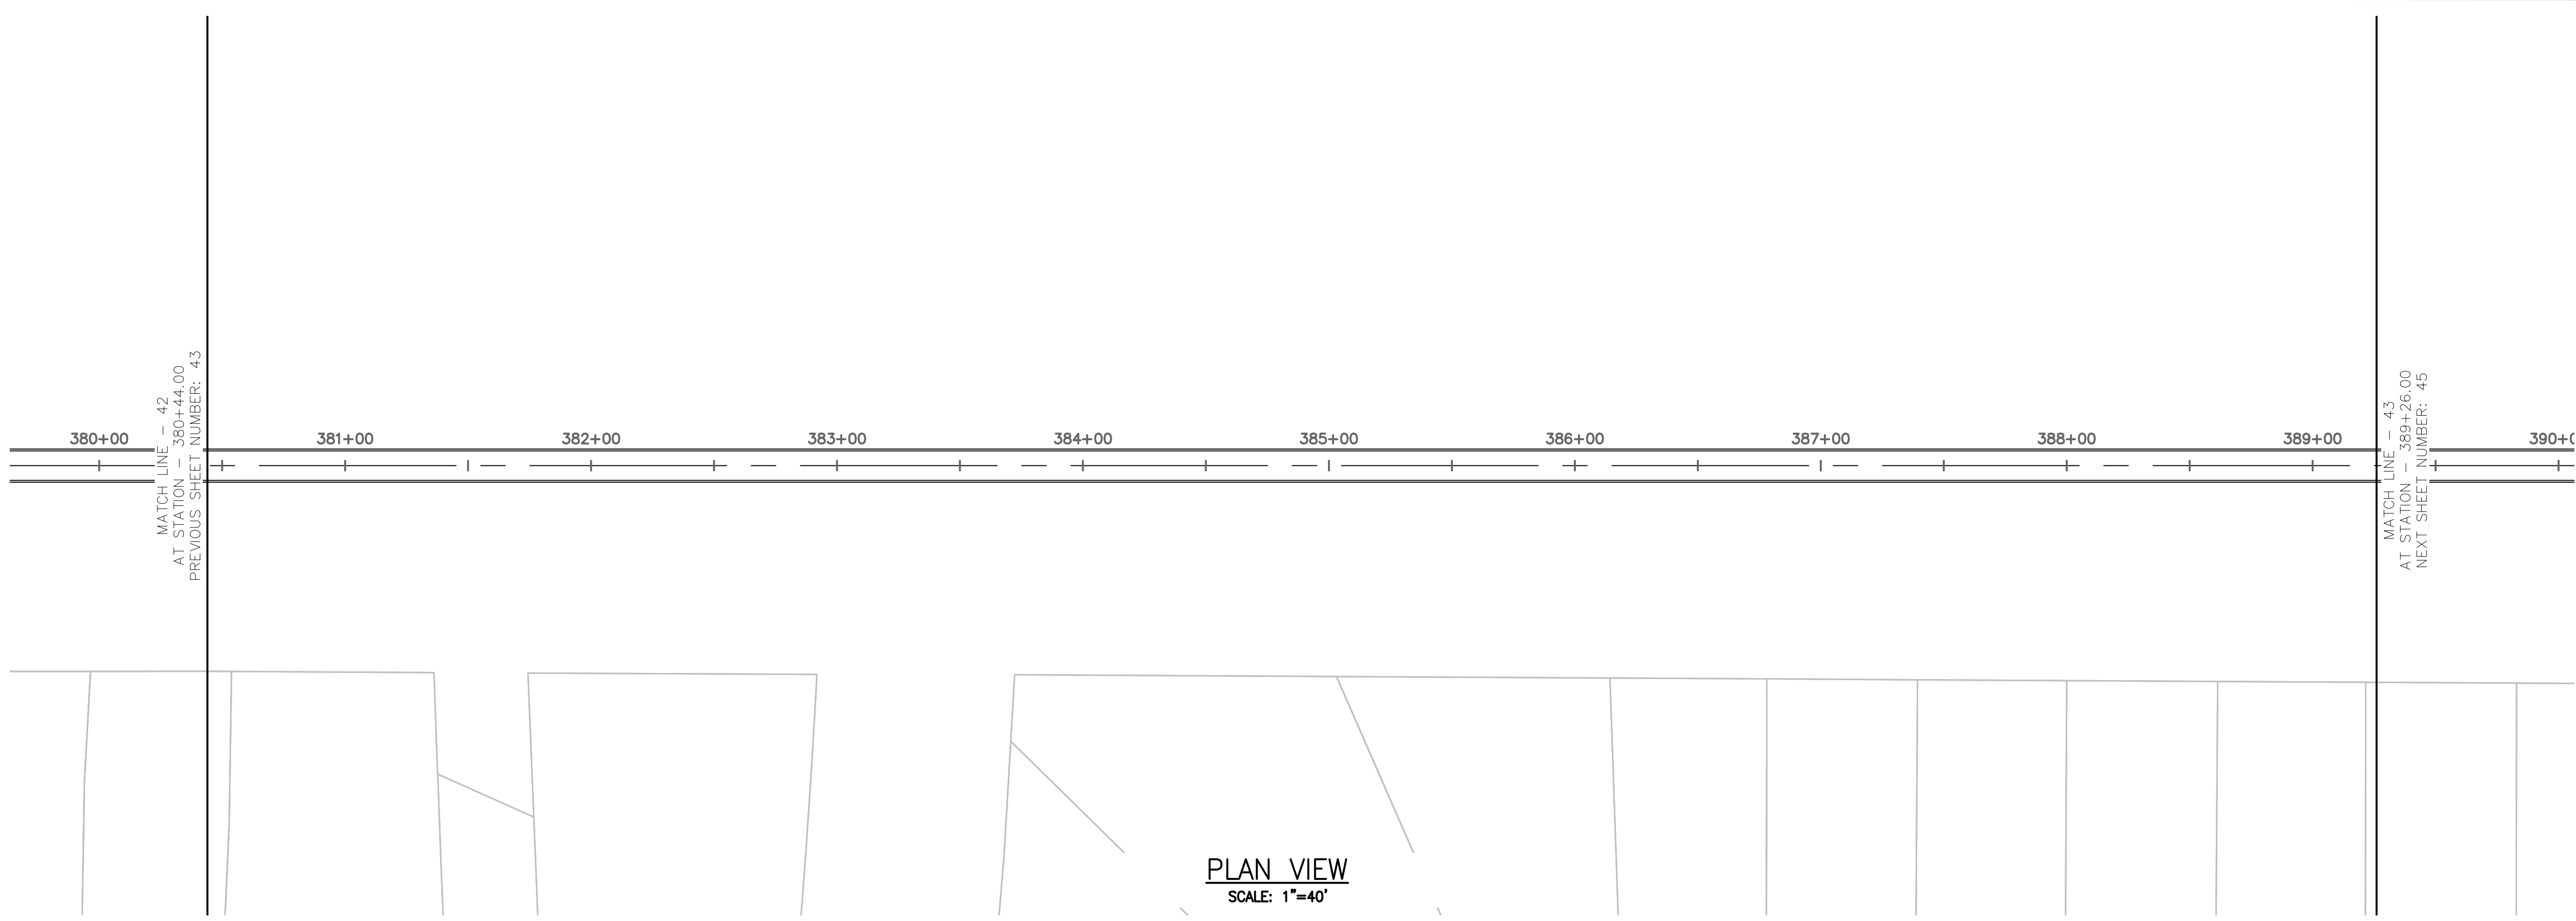 MATCH LINE - 42
AT STATION - 380+44.00
PREVIOUS SHEET NUMBER: 43
380+00
381+00
382+00
383+00
384+00
385+00
386+00
387+00
388+00
389+00
390+0
MATCH LINE - 43
AT STATION - 389+26.00
NEXT SHEET NUMBER: 45
PLAN VIEW
SCALE: 1"=40'